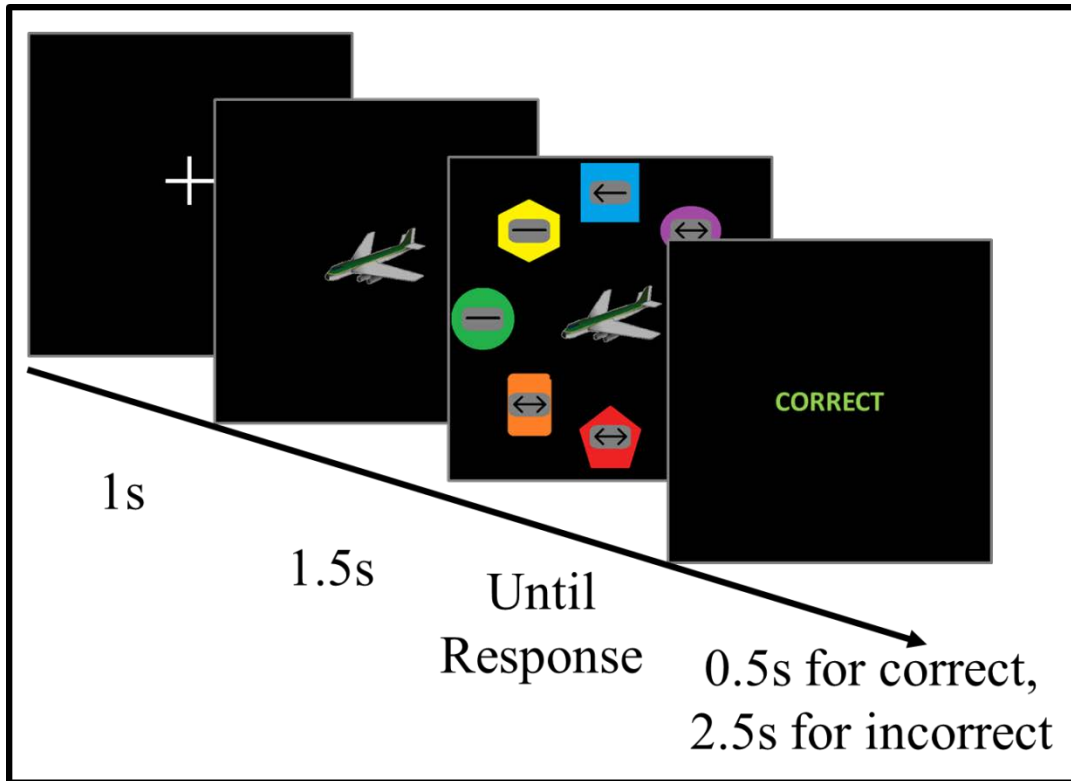 CORRECT
1s
1.5s
Until
Response
0.5s for correct,
2.5s for incorrect